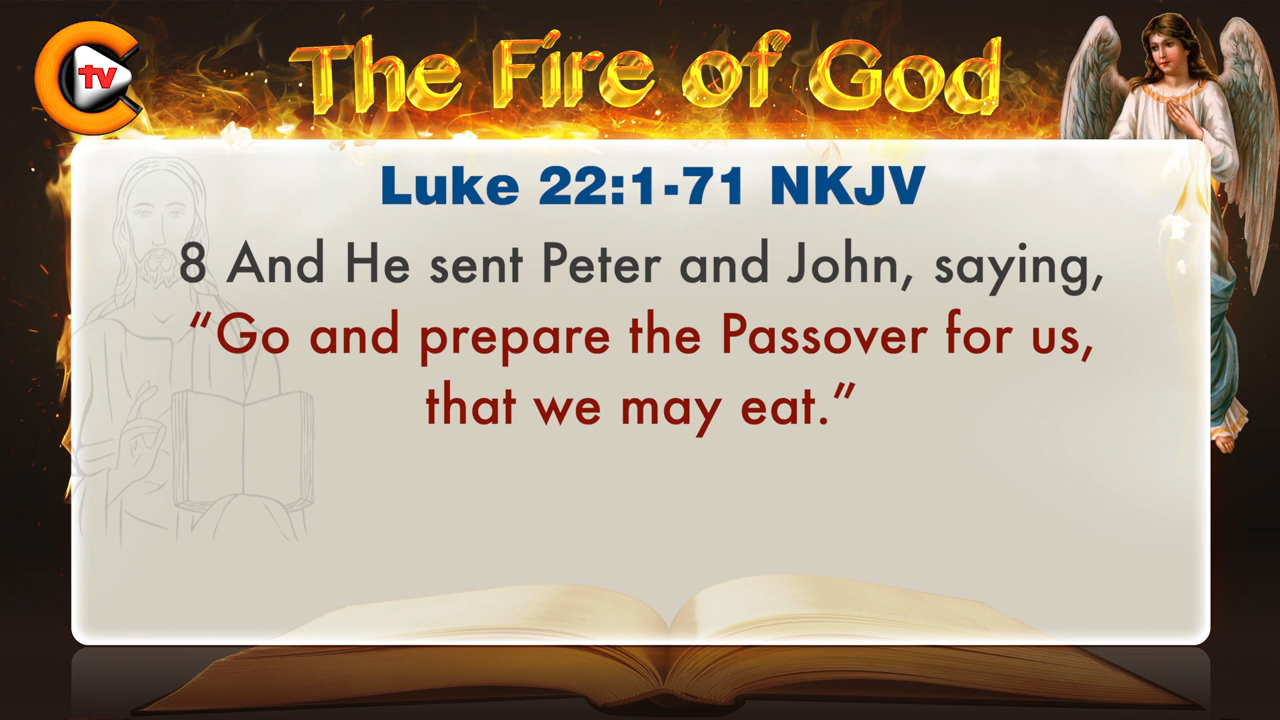 tv
The Fire of God
Luke 22:1-71 NKJV
8 And He sent Peter and John, saying,
“Go and prepare the Passover for us,
that we may eat.”